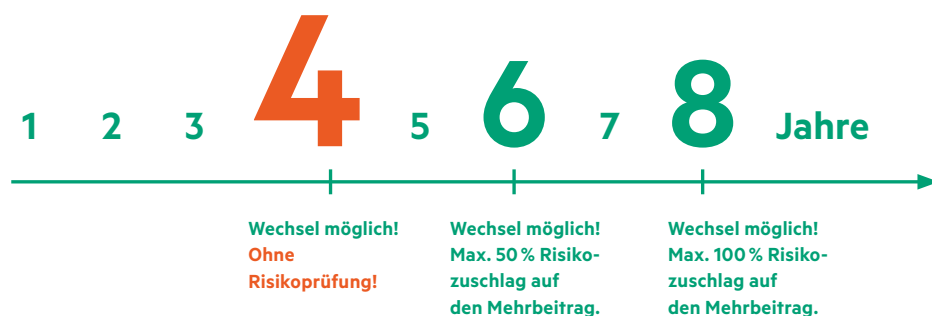 1 2 3 4 5 6 7 8 Jahre
Wechsel möglich!
Ohne
Risikoprüfung!
Wechsel möglich!
Max. 50 % Risiko-
zuschlag auf
den Mehrbeitrag.
Wechsel möglich!
Max. 100 % Risiko-
zuschlag auf
den Mehrbeitrag.